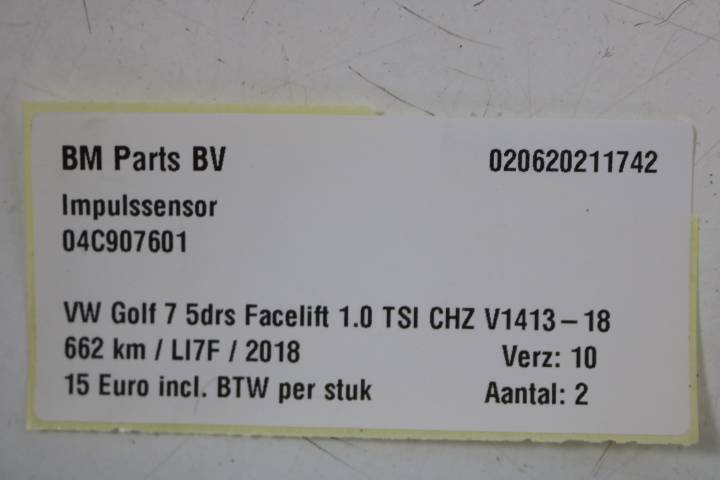 BM Parts BV 020620211742
Impulssensor
04C907601
VW Golf 7 5drs Facelift 1.0 TSI CHZ V1413-18
662 km / LI7F / 2018 Verz: 10
15 Euro incl. BTW per stuk Aantal: 2